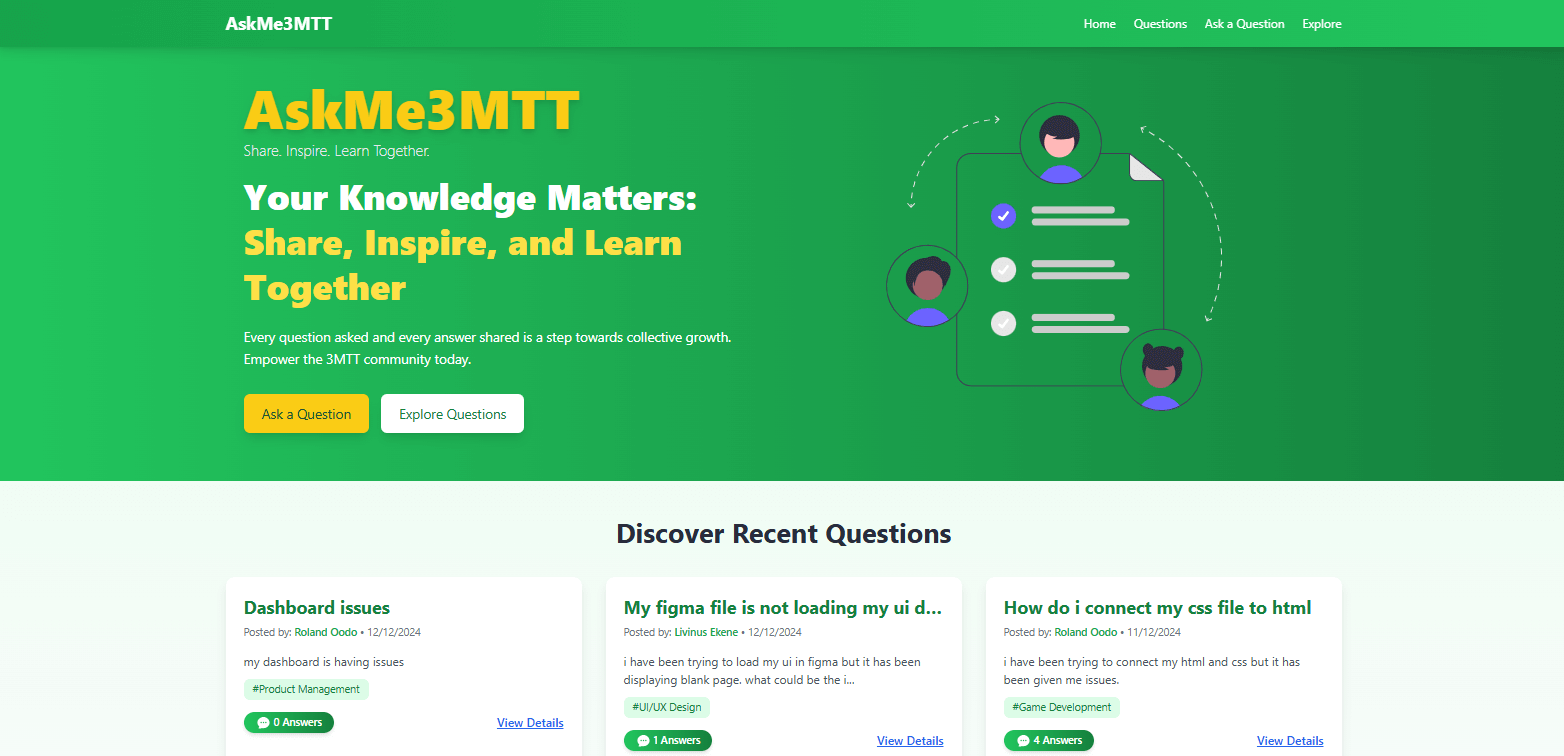 AskMe3MTT
Home Questions Ask a Question Explore
AskMe3MTT
Share. Inspire. Learn Together.
Your Knowledge Matters:
Share, Inspire, and Learn
Together
Every question asked and every answer shared is a step towards collective growth.
Empower the 3MTT community today.
Ask a Question
Explore Questions
Discover Recent Questions
Dashboard issues
Posted by: Roland Oodo • 12/12/2024
my dashboard is having issues
#Product Management
0 Answers
View Details
My figma file is not loading my ui d...
Posted by: Livinus Ekene • 12/12/2024
i have been trying to load my ui in figma but it has been
displaying blank page. what could be the i...
#UI/UX Design
1 Answers
View Details
How do i connect my css file to html
Posted by: Roland Oodo • 11/12/2024
i have been trying to connect my html and css but it has
been given me issues.
#Game Development
4 Answers
View Details